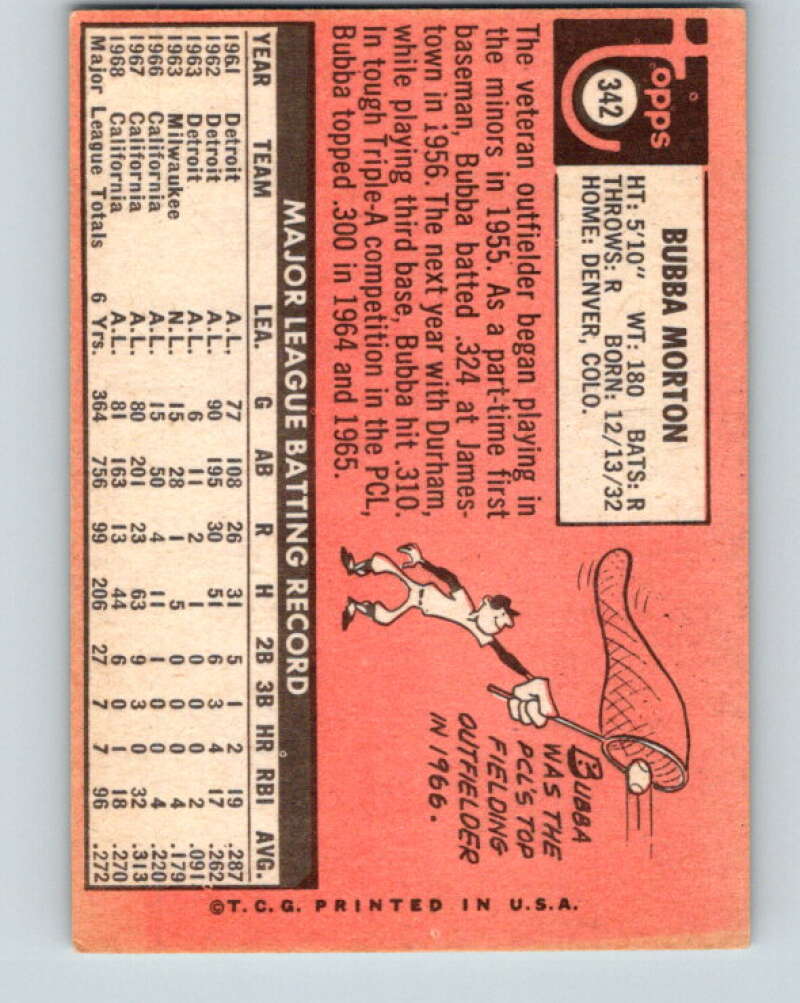 Topps
342
BUBBA MORTON
HT: 5'10" WT: 180 BATS: R
THROWS: R BORN: 12/13/32
HOME: DENVER, COLO.
The veteran outfielder began playing in
the minors in 1955. As a part-time first
baseman, Bubba batted .324 at James-
town in 1956. The next year with Durham,
while playing third base, Bubba hit .310.
In tough Triple-A competition in the PCL,
Bubba topped .300 in 1964 and 1965.
BUBBA
WAS THE
PCL'S TOP
FIELDING
OUTFIELDER
IN 1966.
MAJOR LEAGUE BATTING RECORD
YEAR TEAM LEA. G AB R H 2B 3B HR RBI AVG.
1961 Detroit A.L. 77 108 26 31 5 1 2 19 .287
1962 Detroit A.L. 90 195 30 51 6 3 4 17 .262
1963 Detroit A.L. 6 11 2 1 0 0 0 2 .091
1963 Milwaukee N.L. 15 28 1 5 0 0 0 4 .179
1966 California A.L. 15 50 4 11 1 0 0 4 .220
1967 California A.L. 80 201 23 63 9 3 0 32 .313
1968 California A.L. 81 163 13 44 6 0 1 18 .270
Major League Totals 6 Yrs. 364 756 99 206 27 7 7 96 .272
©T.C.G. PRINTED IN U.S.A.